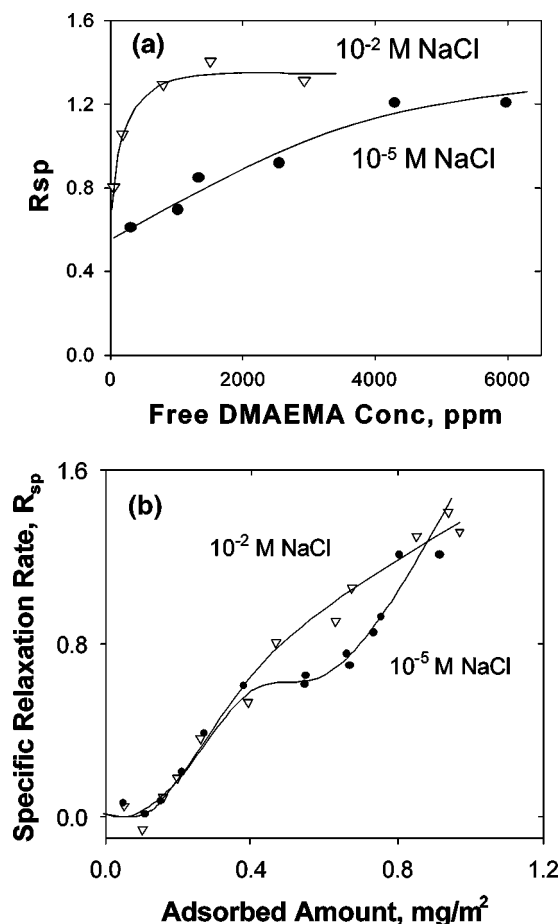 (a)
10⁻² M NaCl
10⁻⁵ M NaCl
Rsp
1.6
1.2
0.8
0.4
0.0
0 2000 4000 6000
Free DMAEMA Conc, ppm
(b)
10⁻² M NaCl
10⁻⁵ M NaCl
Specific Relaxation Rate, Rsp
1.6
0.8
0.0
0.0 0.4 0.8 1.2
Adsorbed Amount, mg/m²